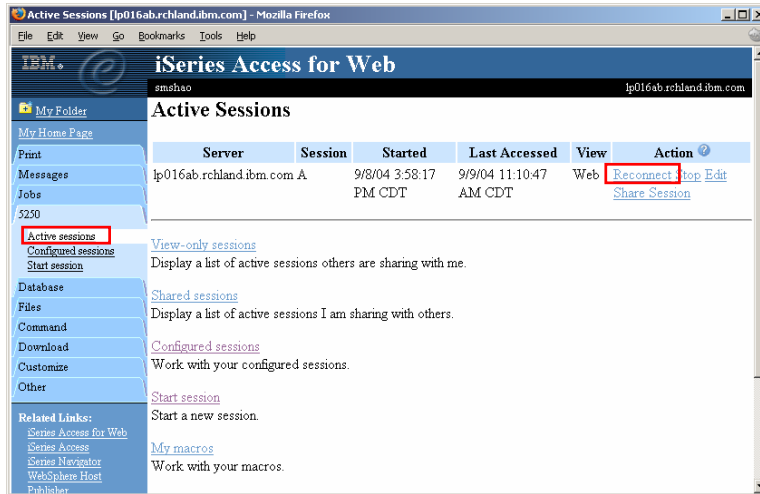 Active Sessions [lp016ab.rchland.ibm.com] - Mozilla Firefox
File Edit View Go Bookmarks Tools Help
IBM.
iSeries Access for Web
smshao lp016ab.rchland.ibm.com
My Folder
My Home Page
Print
Messages
Jobs
5250
Active sessions
Configured sessions
Start session
Database
Files
Command
Download
Customize
Other
Related Links:
iSeries Access for Web
iSeries Access
iSeries Navigator
WebSphere Host
Publisher
Active Sessions
Server Session Started Last Accessed View Action ?
lp016ab.rchland.ibm.com A 9/8/04 3:58:17 9/9/04 11:10:47 Web Reconnect Stop Edit
PM CDT AM CDT Share Session
View-only sessions
Display a list of active sessions others are sharing with me.
Shared sessions
Display a list of active sessions I am sharing with others.
Configured sessions
Work with your configured sessions.
Start session
Start a new session.
My macros
Work with your macros.